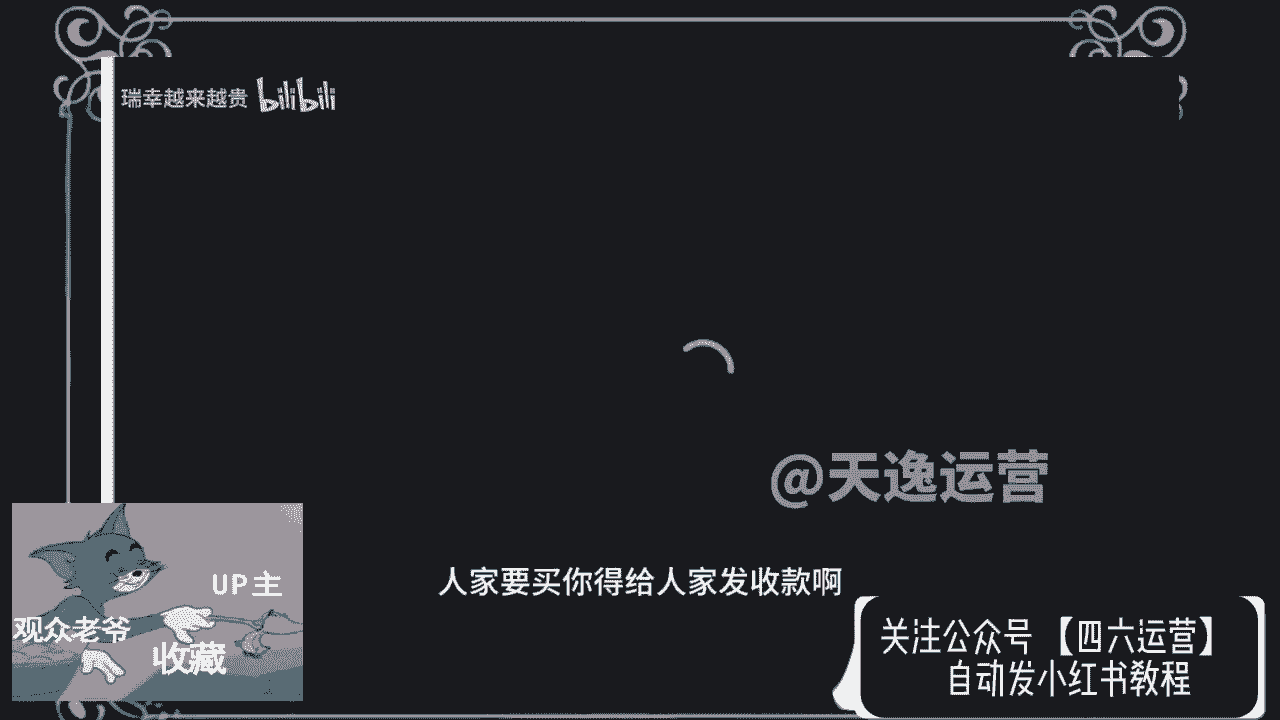 瑞幸越来越贵 bilibili
@天逸运营
人家要买你得给人家发收款啊
UP主
观众老爷
收藏
关注公众号【四六运营】
自动发小红书教程